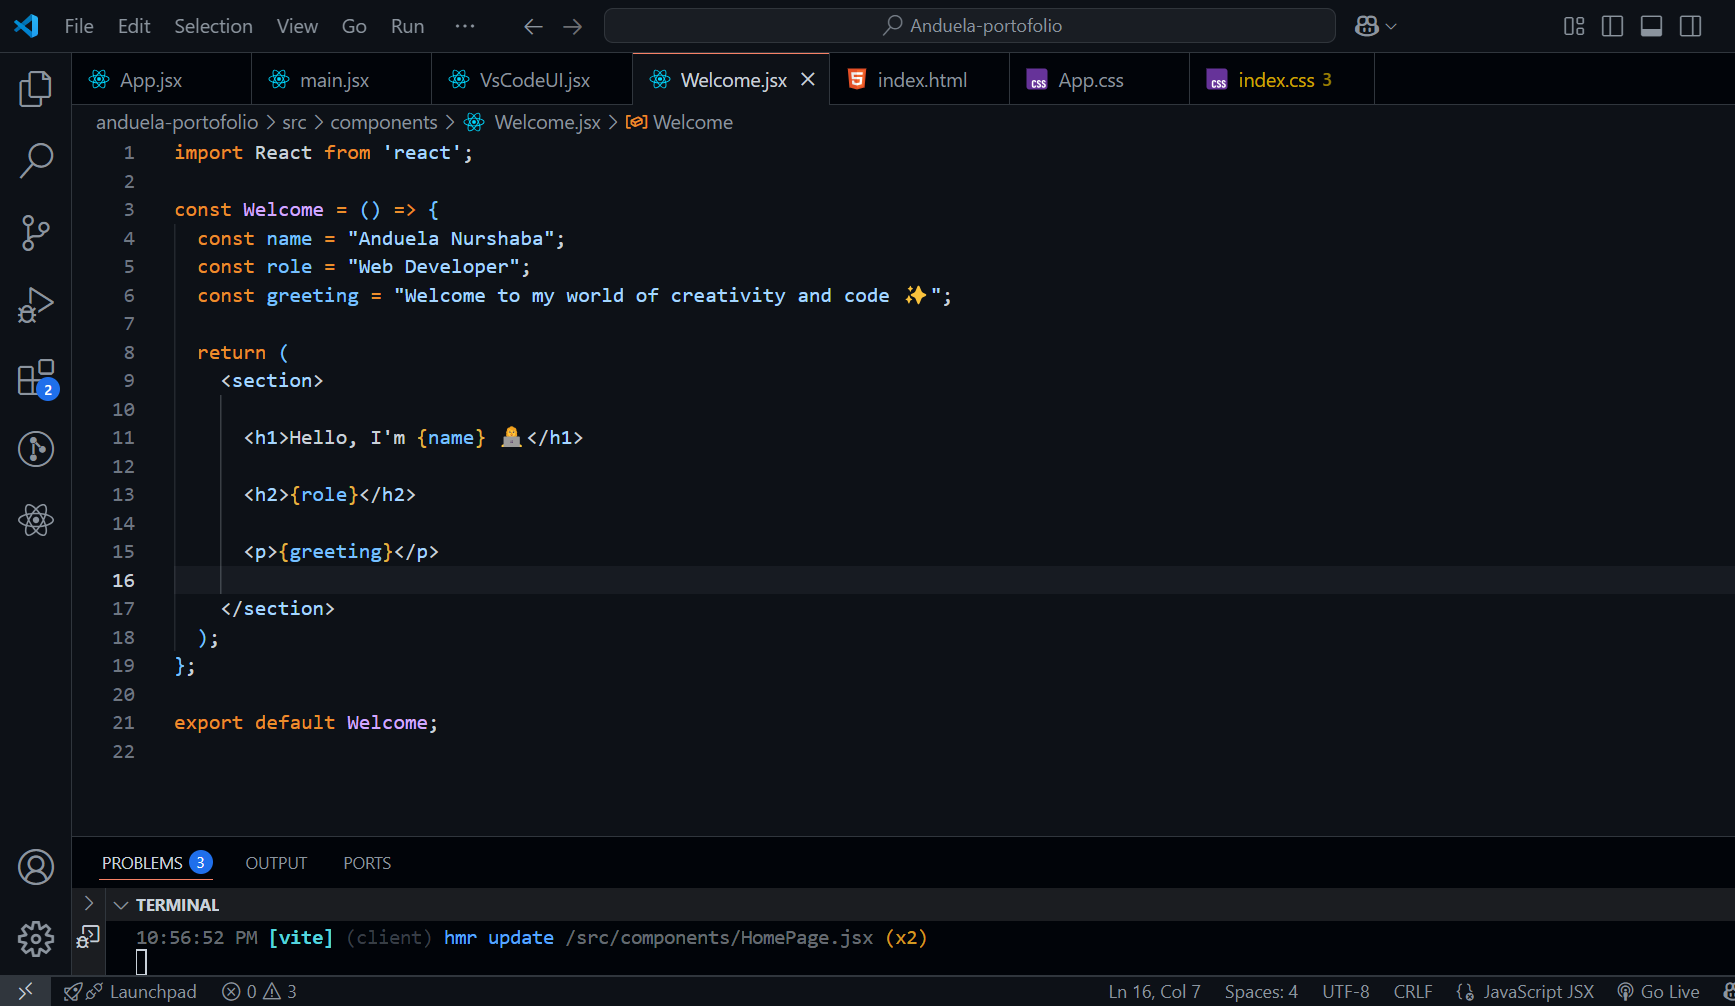 File Edit Selection View Go Run ··· Anduela-portofolio
App.jsx main.jsx VsCodeUI.jsx Welcome.jsx index.html App.css index.css 3
anduela-portofolio > src > components > Welcome.jsx > Welcome
1 import React from 'react';
2
3 const Welcome = () => {
4 const name = "Anduela Nurshaba";
5 const role = "Web Developer";
6 const greeting = "Welcome to my world of creativity and code ✨";
7
8 return (
9 <section>
10
11 <h1>Hello, I'm {name} 👩‍💻</h1>
12
13 <h2>{role}</h2>
14
15 <p>{greeting}</p>
16
17 </section>
18 );
19 };
20
21 export default Welcome;
22
2
PROBLEMS 3 OUTPUT PORTS
TERMINAL
10:56:52 PM [vite] (client) hmr update /src/components/HomePage.jsx (x2)
Launchpad 0 3 Ln 16, Col 7 Spaces: 4 UTF-8 CRLF JavaScript JSX Go Live